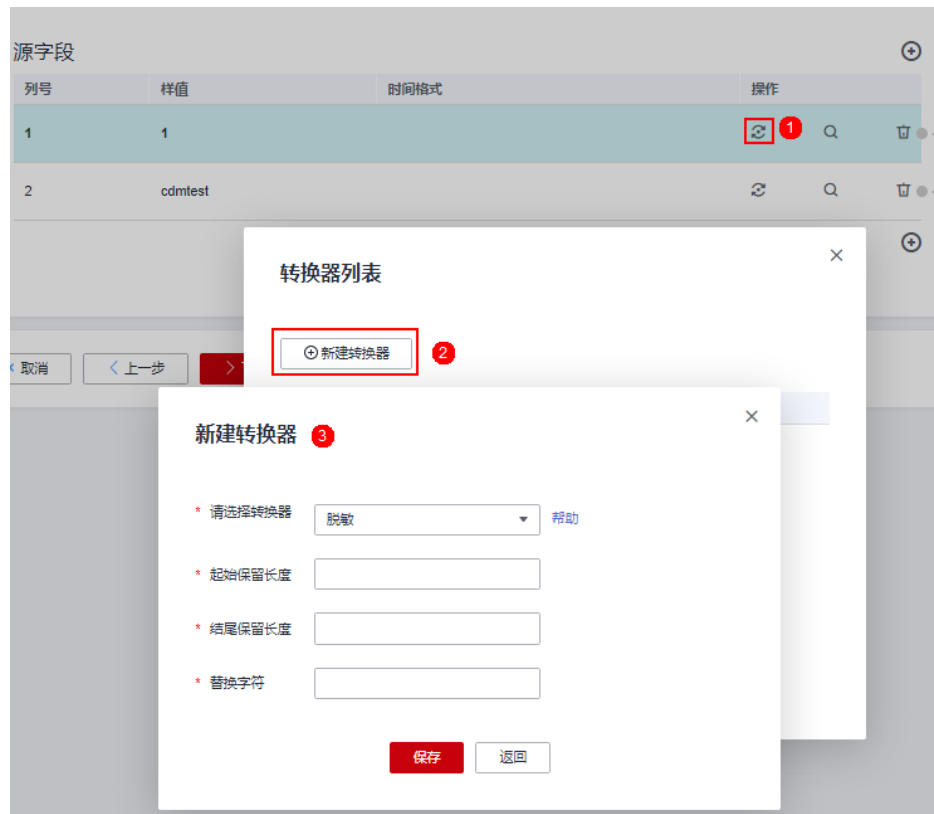 源字段
列号 样值 时间格式 操作
1 1 1
2 cdmtest
转换器列表
新建转换器 2
取消 上一步
新建转换器 3
* 请选择转换器 脱敏 帮助
* 起始保留长度
* 结尾保留长度
* 替换字符
保存 返回